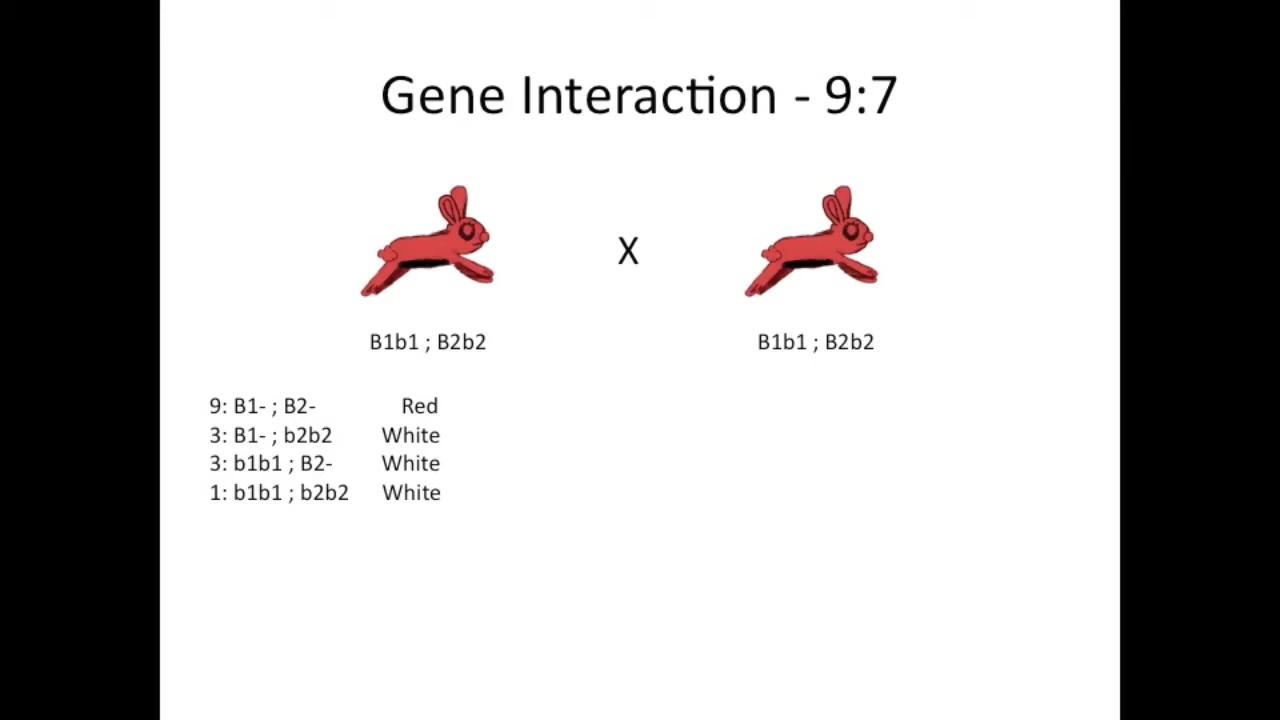 Gene Interaction - 9:7
X
B1b1 ; B2b2
B1b1 ; B2b2
9: B1- ; B2- Red
3: B1- ; b2b2 White
3: b1b1 ; B2- White
1: b1b1 ; b2b2 White